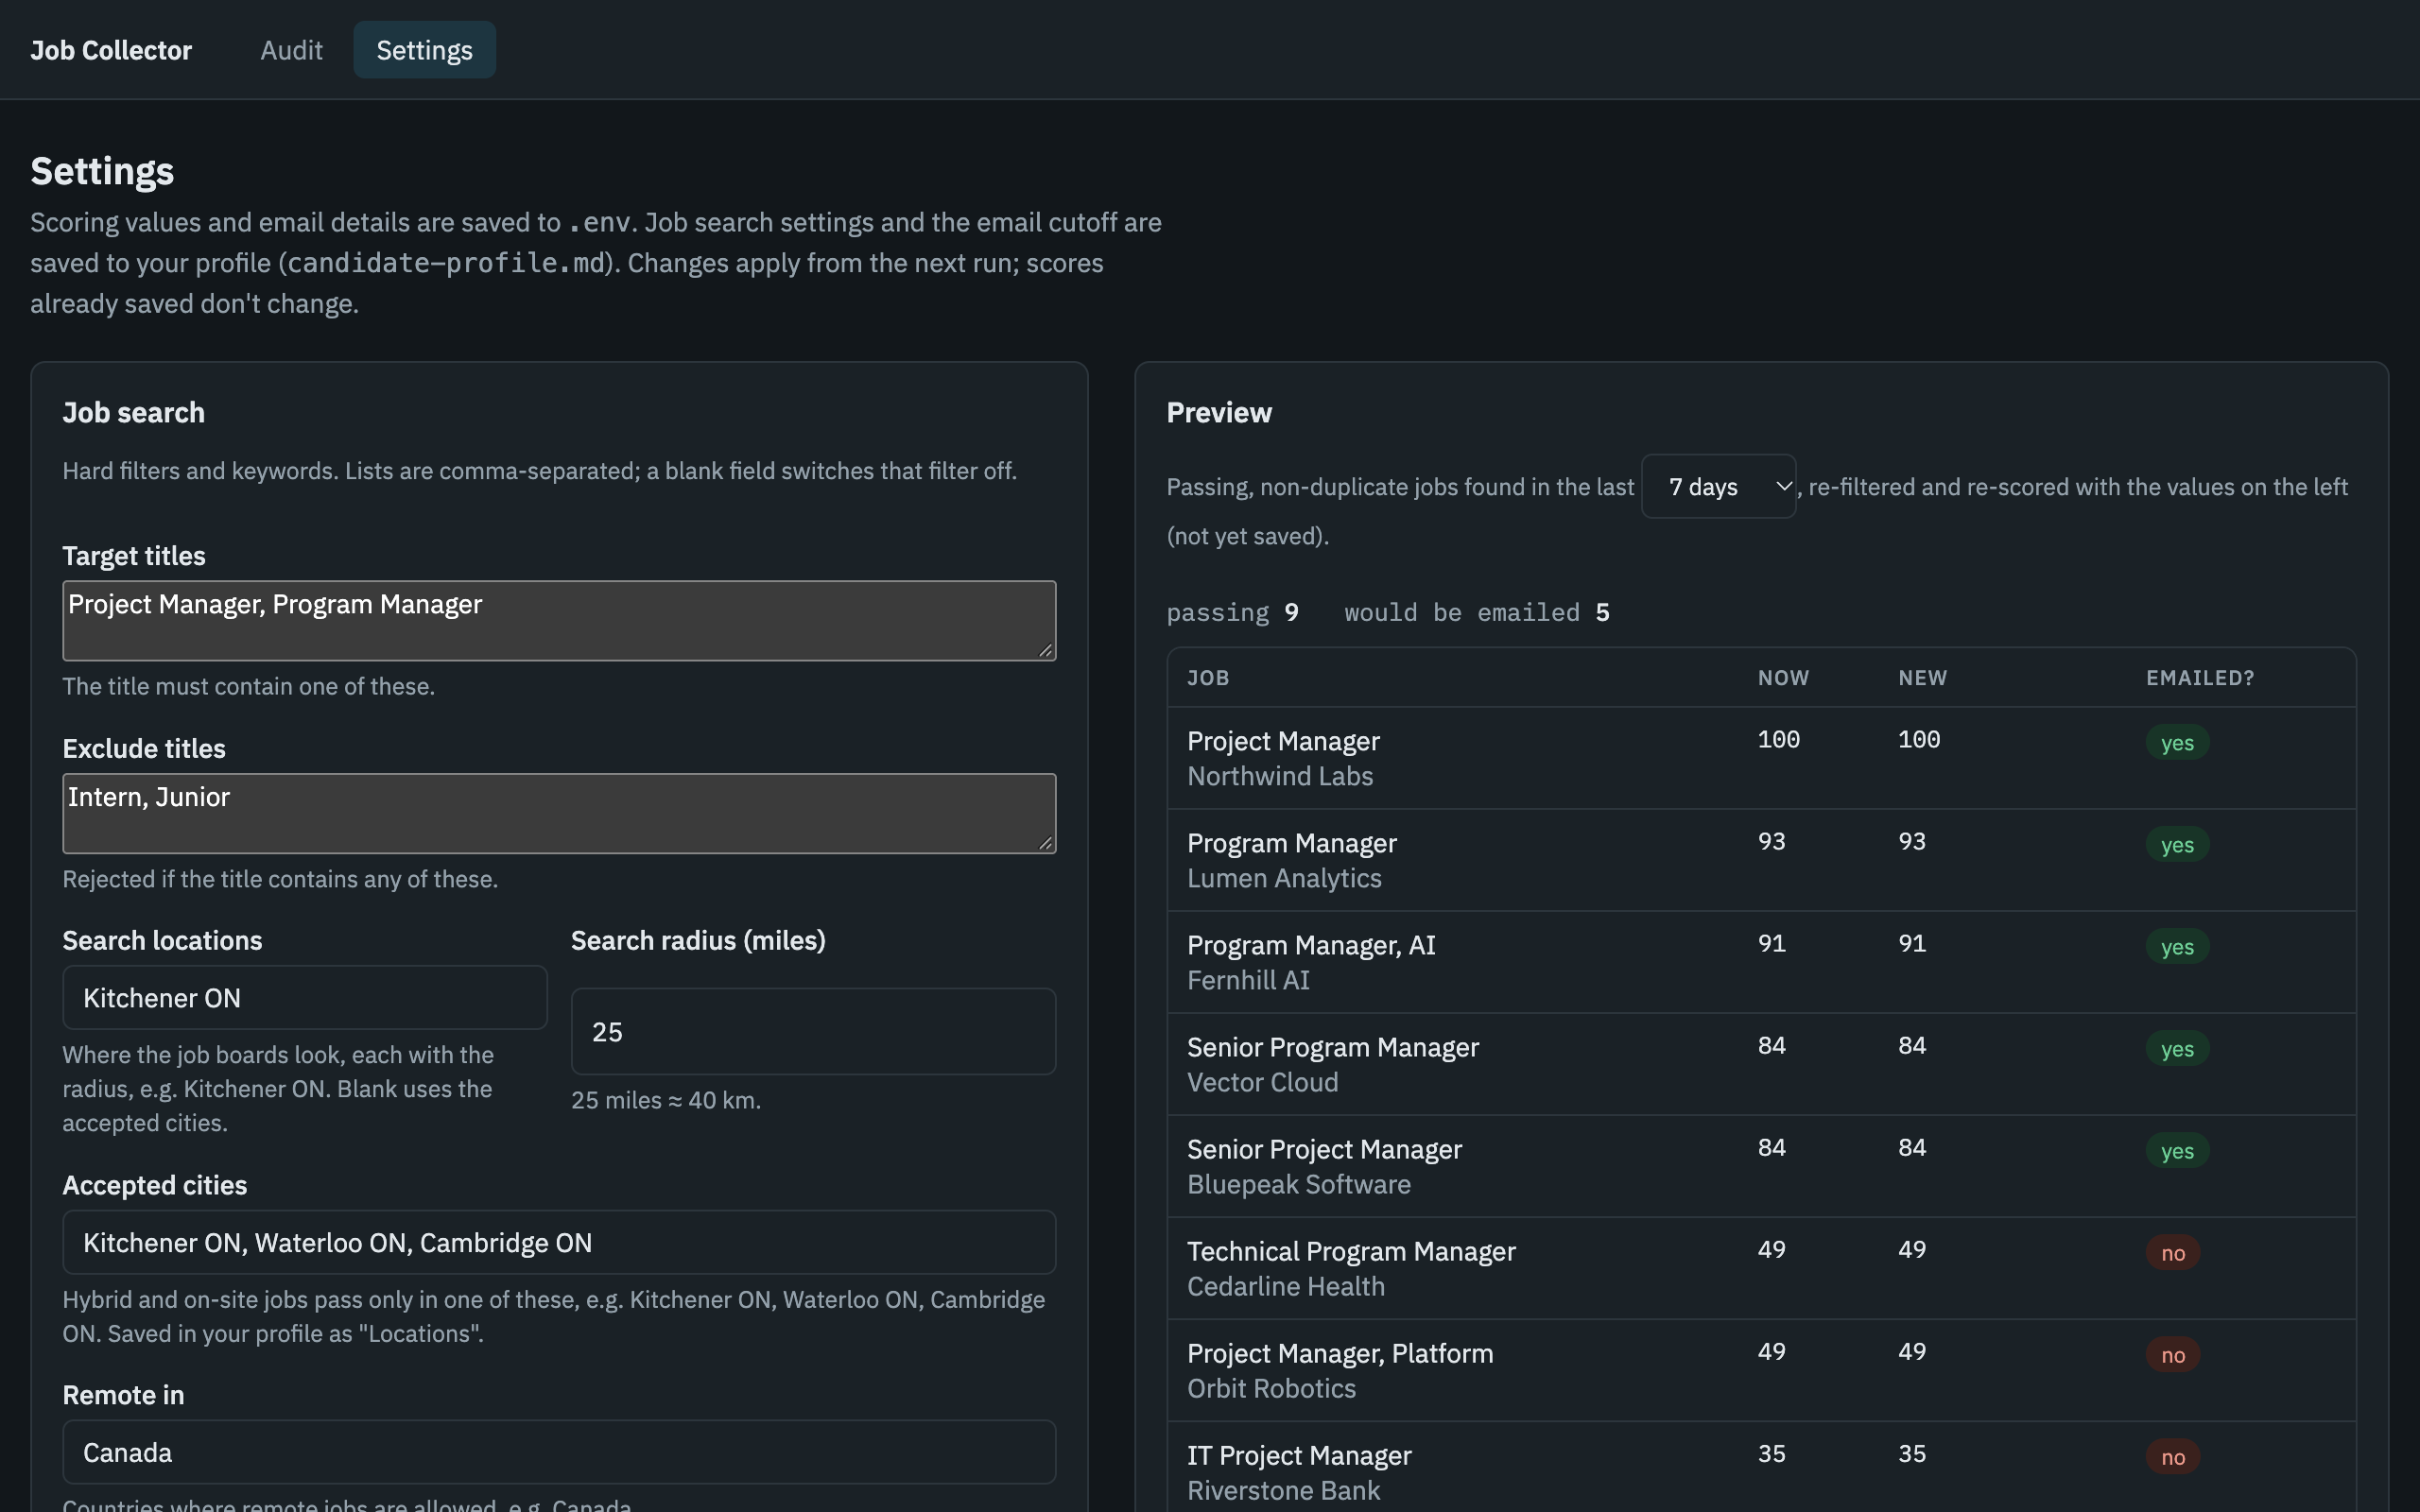 Job Collector
Audit
Settings
Settings
Scoring values and email details are saved to .env. Job search settings and the email cutoff are
saved to your profile (candidate-profile.md). Changes apply from the next run; scores
already saved don't change.
Job search
Hard filters and keywords. Lists are comma-separated; a blank field switches that filter off.
Target titles
Project Manager, Program Manager
The title must contain one of these.
Exclude titles
Intern, Junior
Rejected if the title contains any of these.
Search locations
Kitchener ON
Where the job boards look, each with the
radius, e.g. Kitchener ON. Blank uses the
accepted cities.
Search radius (miles)
25
25 miles ≈ 40 km.
Accepted cities
Kitchener ON, Waterloo ON, Cambridge ON
Hybrid and on-site jobs pass only in one of these, e.g. Kitchener ON, Waterloo ON, Cambridge
ON. Saved in your profile as "Locations".
Remote in
Canada
Countries where remote jobs are allowed, e.g. Canada
Preview
Passing, non-duplicate jobs found in the last 7 days , re-filtered and re-scored with the values on the left
(not yet saved).
passing 9 would be emailed 5
JOB NOW NEW EMAILED?
Project Manager 100 100 yes
Northwind Labs
Program Manager 93 93 yes
Lumen Analytics
Program Manager, AI 91 91 yes
Fernhill AI
Senior Program Manager 84 84 yes
Vector Cloud
Senior Project Manager 84 84 yes
Bluepeak Software
Technical Program Manager 49 49 no
Cedarline Health
Project Manager, Platform 49 49 no
Orbit Robotics
IT Project Manager 35 35 no
Riverstone Bank